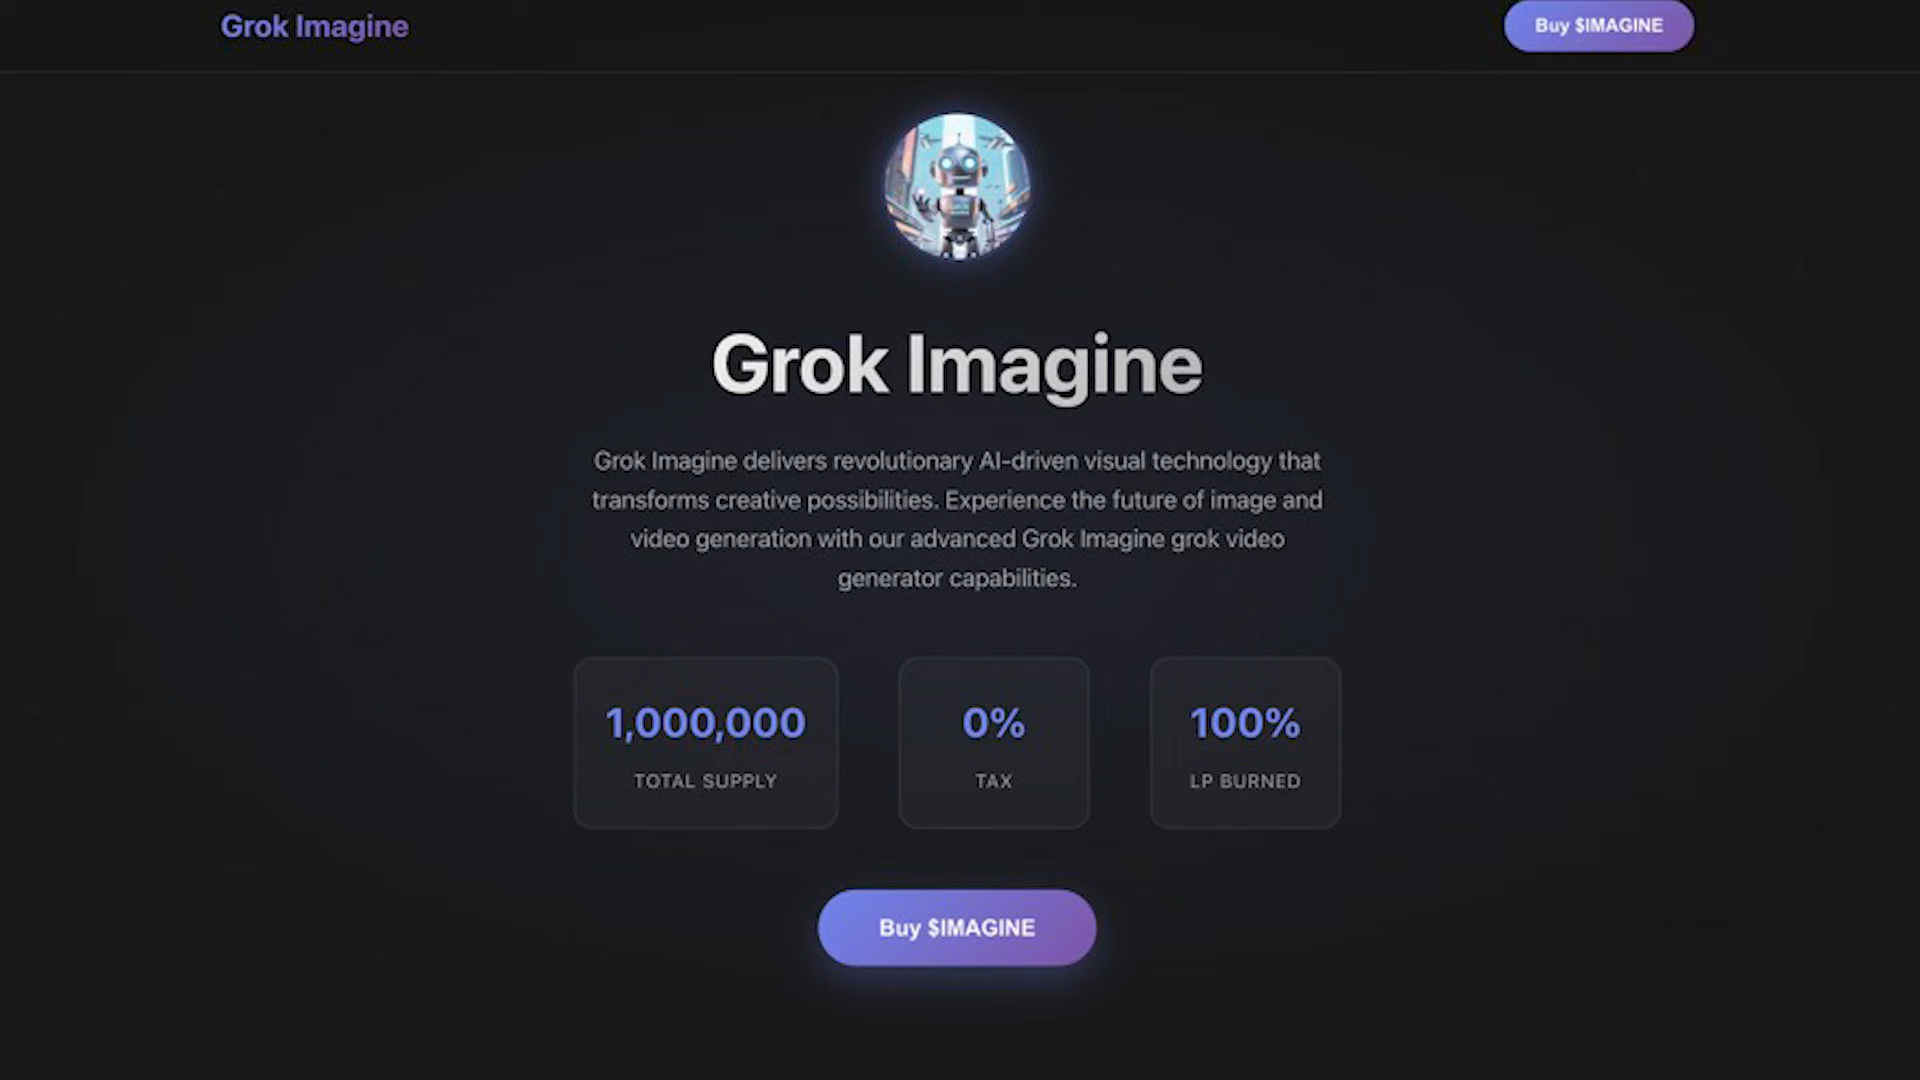 Grok Imagine
Buy $IMAGINE
Grok Imagine
Grok Imagine delivers revolutionary AI-driven visual technology that
transforms creative possibilities. Experience the future of image and
video generation with our advanced Grok Imagine grok video
generator capabilities.
1,000,000
TOTAL SUPPLY
0%
TAX
100%
LP BURNED
Buy $IMAGINE